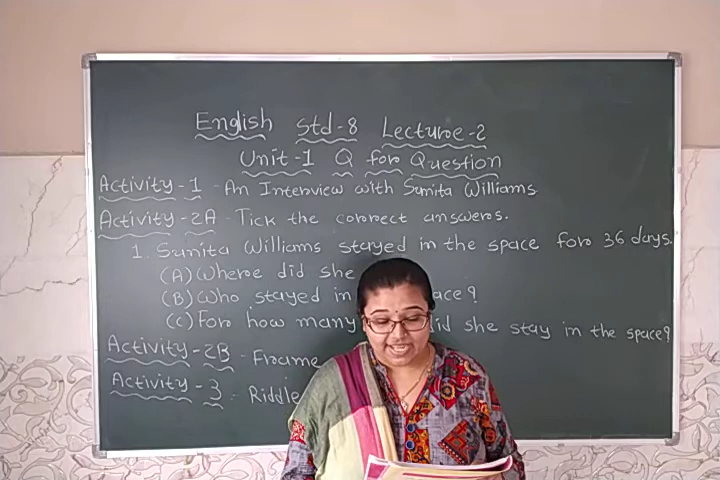 English Std-8 Lecture-2
Unit-1 Q for Question
Activity-1 - An Interview with Sunita Williams.
Activity-2A - Tick the correct answers.
1. Sunita Williams stayed in the space for 36 days.
(A) Where did she
(B) Who stayed in ace?
(C) For how many did she stay in the space?
Activity-2B - Frame
Activity-3 - Riddle